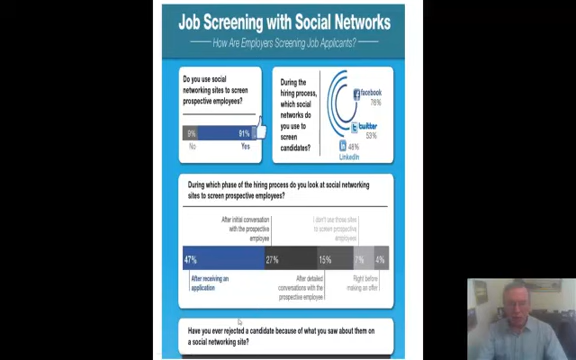 Job Screening with Social Networks
How Are Employers Screening Job Applicants?
Do you use social
networking sites to screen
prospective employees?
9%
91%
No
Yes
During the
hiring process,
which social
networks do
you use to
screen
candidates?
facebook
76%
twitter
53%
in 48%
LinkedIn
During which phase of the hiring process do you look at social networking
sites to screen prospective employees?
After initial conversation
with the prospective
employee
I don't use those sites
to screen prospective
employees
47%
27%
15%
7%
4%
After receiving an
application
After detailed
conversations with the
prospective employee
Right before
making an offer
Have you ever rejected a candidate because of what you saw about them on
a social networking site?